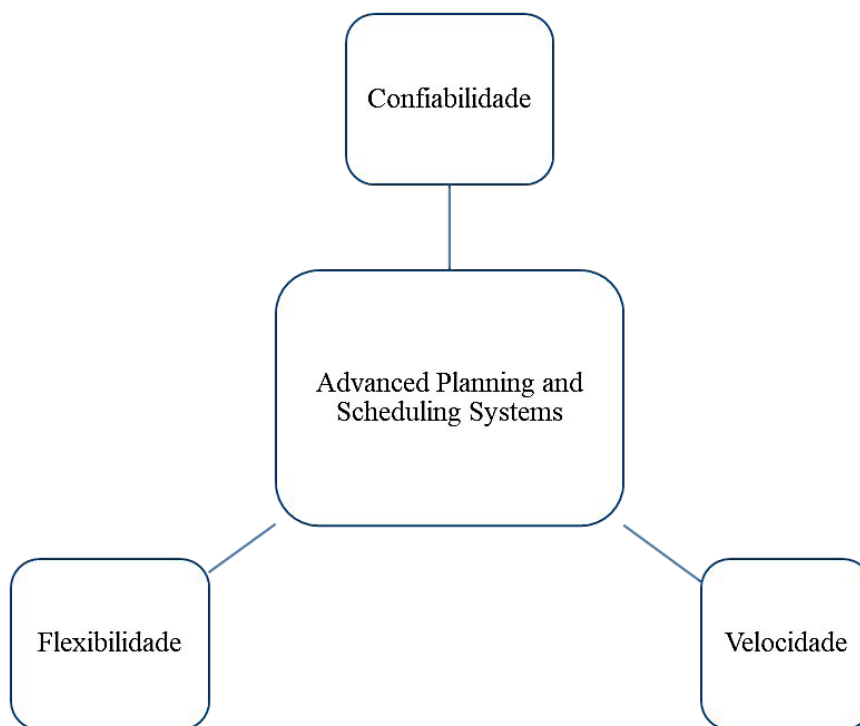 Confiabilidade
Advanced Planning and
Scheduling Systems
Flexibilidade
Velocidade